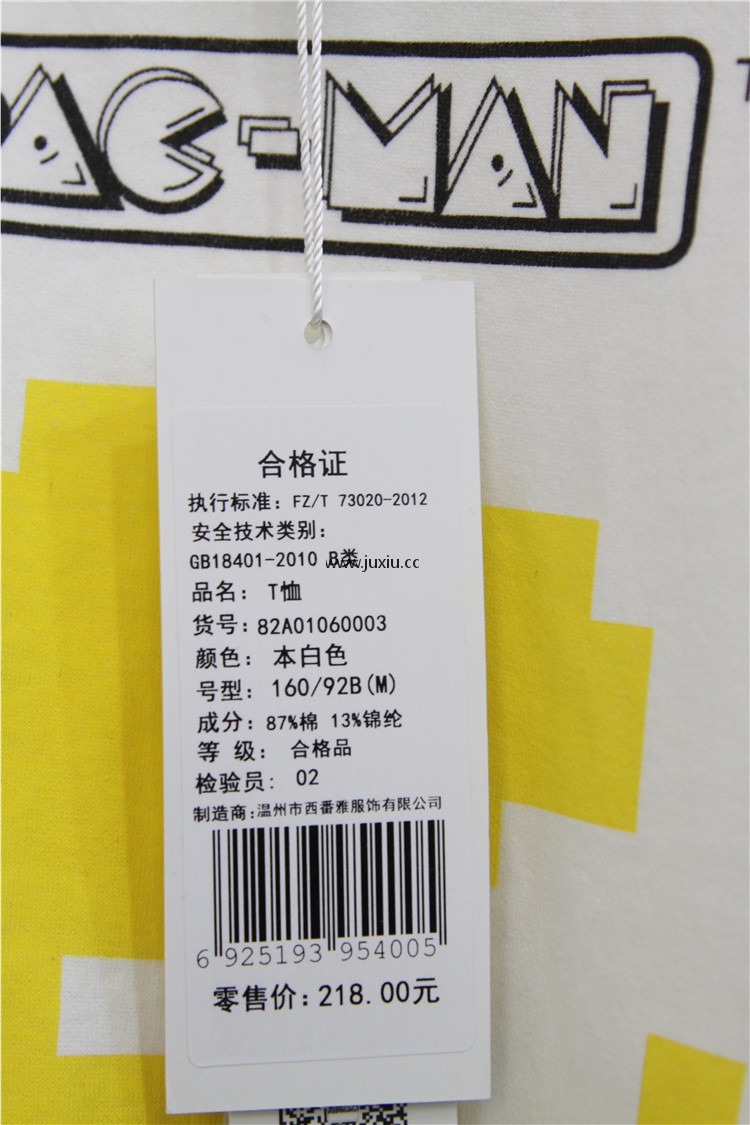 PAC-MAN
T
合格证
执行标准: FZ/T 73020-2012
安全技术类别:
GB18401-2010 B类
www.juxiu.cc
品名: T恤
货号: 82A01060003
颜色: 本白色
号型: 160/92B(M)
成分: 87%棉 13%锦纶
等 级: 合格品
检验员: 02
制造商:温州市西番雅服饰有限公司
6 925193 954005
零售价:218.00元